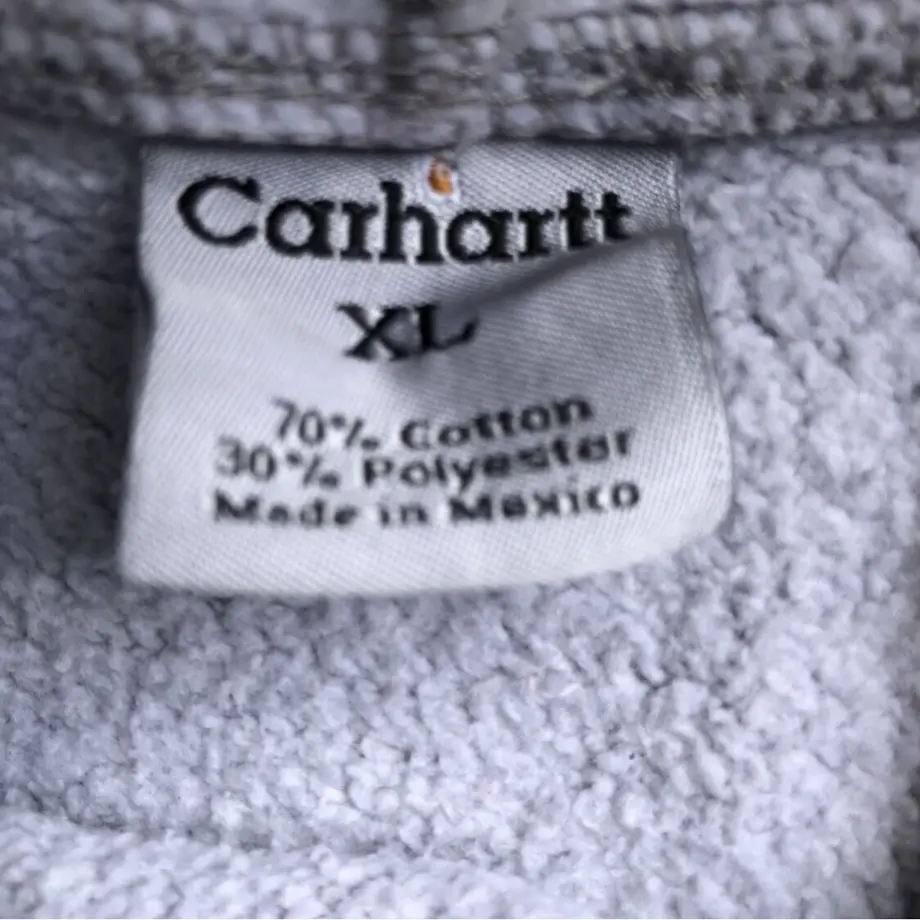 Carhartt
XL
70% Cotton
30% Polyester
Made in Mexico